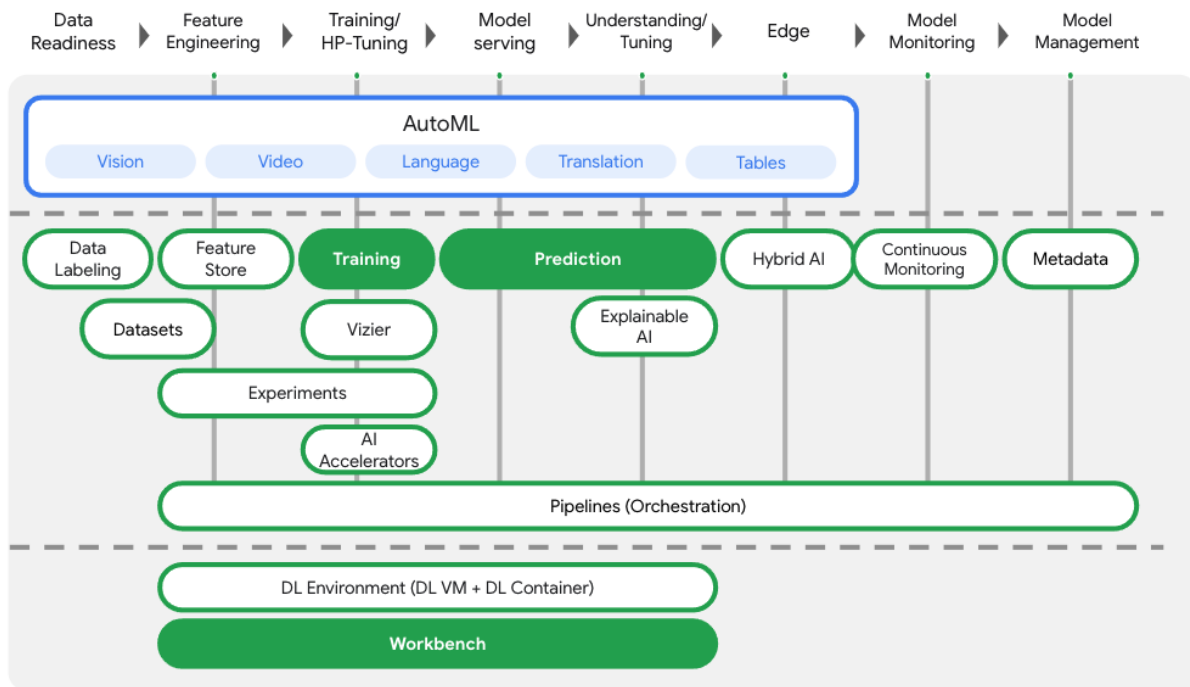 Data
Readiness
Feature
Engineering
Training/
HP-Tuning
Model
serving
Understanding/
Tuning
Edge
Model
Monitoring
Model
Management
AutoML
Vision
Video
Language
Translation
Tables
Data
Labeling
Feature
Store
Training
Prediction
Hybrid AI
Continuous
Monitoring
Metadata
Datasets
Vizier
Explainable
AI
Experiments
AI
Accelerators
Pipelines (Orchestration)
DL Environment (DL VM + DL Container)
Workbench